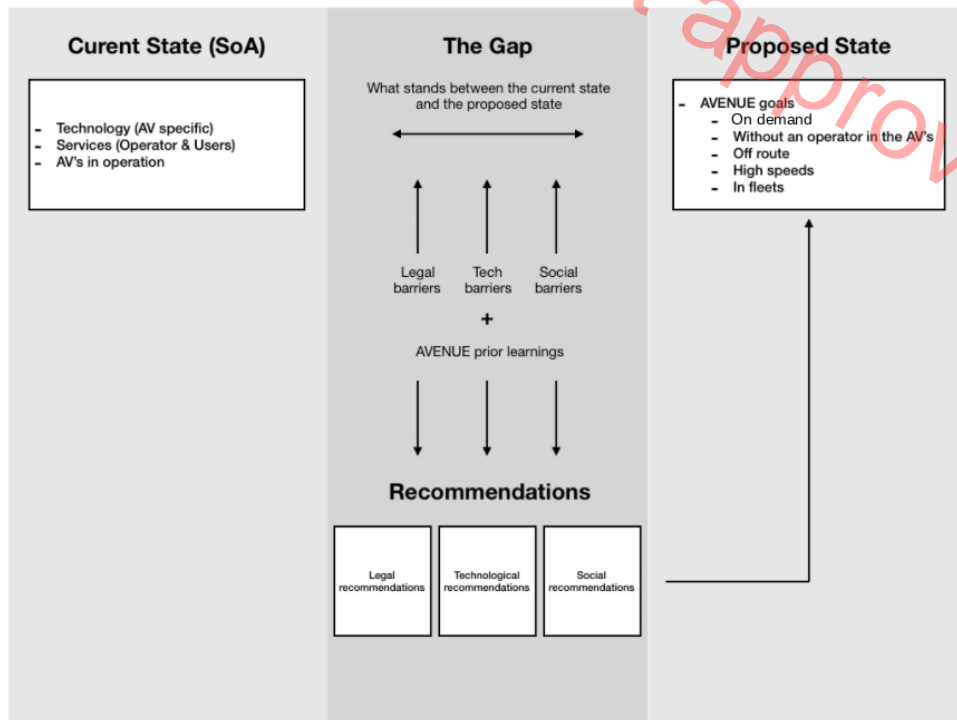 Curent State (SoA)
- Technology (AV specific)
- Services (Operator & Users)
- AV's in operation
The Gap
What stands between the current state
and the proposed state
Legal barriers
Tech barriers
Social barriers
+
AVENUE prior learnings
Recommendations
Legal recommendations
Technological recommendations
Social recommendations
Proposed State
- AVENUE goals
- On demand
- Without an operator in the AV's
- Off route
- High speeds
- In fleets